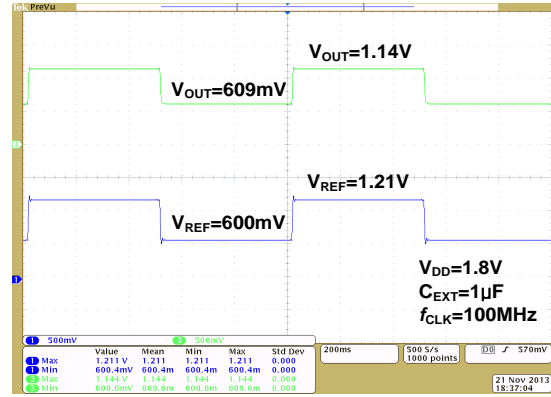 Tek PreVu
VOUT=1.14V
VOUT=609mV
2
VREF=1.21V
VREF=600mV
VDD=1.8V
CEXT=1µF
fCLK=100MHz
1
1 500mV 2 500mV
Value Mean Min Max Std Dev
1 Max 1.211 V 1.211 1.211 1.211 0.000
1 Min 600.4mV 600.4m 600.4m 600.4m 0.000
2 Max 1.144 V 1.144 1.144 1.144 0.000
2 Min 609.6mV 609.6m 609.6m 609.6m 0.000
200ms
500 S/s
1000 points
D0 570mV
21 Nov 2013
18:37:04